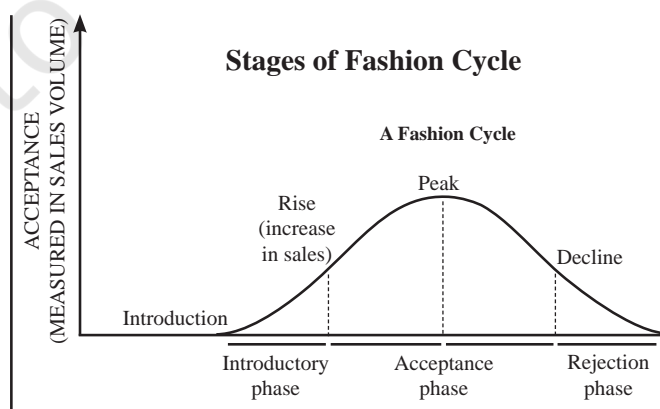 Stages of Fashion Cycle
A Fashion Cycle
ACCEPTANCE
(MEASURED IN SALES VOLUME)
Peak
Rise
(increase
in sales)
Decline
Introduction
Introductory
phase
Acceptance
phase
Rejection
phase